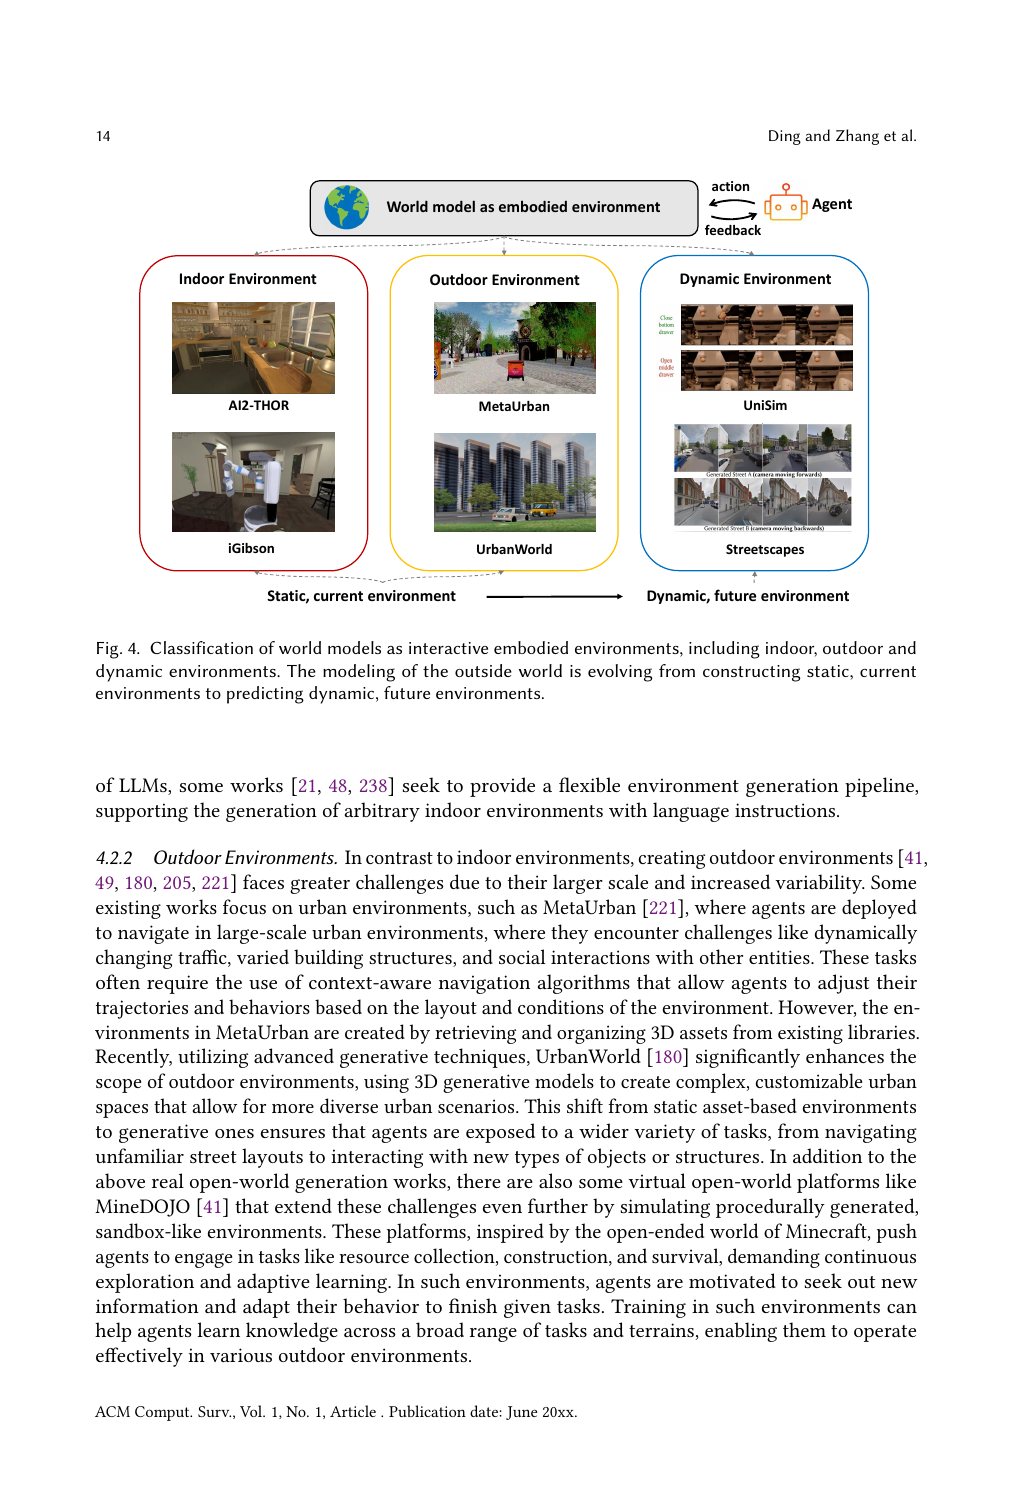 14
Ding and Zhang et al.
World model as embodied environment
action
feedback
Agent
Indoor Environment
AI2-THOR
iGibson
Outdoor Environment
MetaUrban
UrbanWorld
Dynamic Environment
Close
bottom
drawer
Open
middle
drawer
UniSim
Generated Street A (camera moving forwards)
Generated Street B (camera moving backwards)
Streetscapes
Static, current environment
Dynamic, future environment
Fig. 4. Classification of world models as interactive embodied environments, including indoor, outdoor and
dynamic environments. The modeling of the outside world is evolving from constructing static, current
environments to predicting dynamic, future environments.
of LLMs, some works [21, 48, 238] seek to provide a flexible environment generation pipeline,
supporting the generation of arbitrary indoor environments with language instructions.
4.2.2 Outdoor Environments. In contrast to indoor environments, creating outdoor environments [41,
49, 180, 205, 221] faces greater challenges due to their larger scale and increased variability. Some
existing works focus on urban environments, such as MetaUrban [221], where agents are deployed
to navigate in large-scale urban environments, where they encounter challenges like dynamically
changing traffic, varied building structures, and social interactions with other entities. These tasks
often require the use of context-aware navigation algorithms that allow agents to adjust their
trajectories and behaviors based on the layout and conditions of the environment. However, the en-
vironments in MetaUrban are created by retrieving and organizing 3D assets from existing libraries.
Recently, utilizing advanced generative techniques, UrbanWorld [180] significantly enhances the
scope of outdoor environments, using 3D generative models to create complex, customizable urban
spaces that allow for more diverse urban scenarios. This shift from static asset-based environments
to generative ones ensures that agents are exposed to a wider variety of tasks, from navigating
unfamiliar street layouts to interacting with new types of objects or structures. In addition to the
above real open-world generation works, there are also some virtual open-world platforms like
MineDOJO [41] that extend these challenges even further by simulating procedurally generated,
sandbox-like environments. These platforms, inspired by the open-ended world of Minecraft, push
agents to engage in tasks like resource collection, construction, and survival, demanding continuous
exploration and adaptive learning. In such environments, agents are motivated to seek out new
information and adapt their behavior to finish given tasks. Training in such environments can
help agents learn knowledge across a broad range of tasks and terrains, enabling them to operate
effectively in various outdoor environments.
ACM Comput. Surv., Vol. 1, No. 1, Article . Publication date: June 20xx.